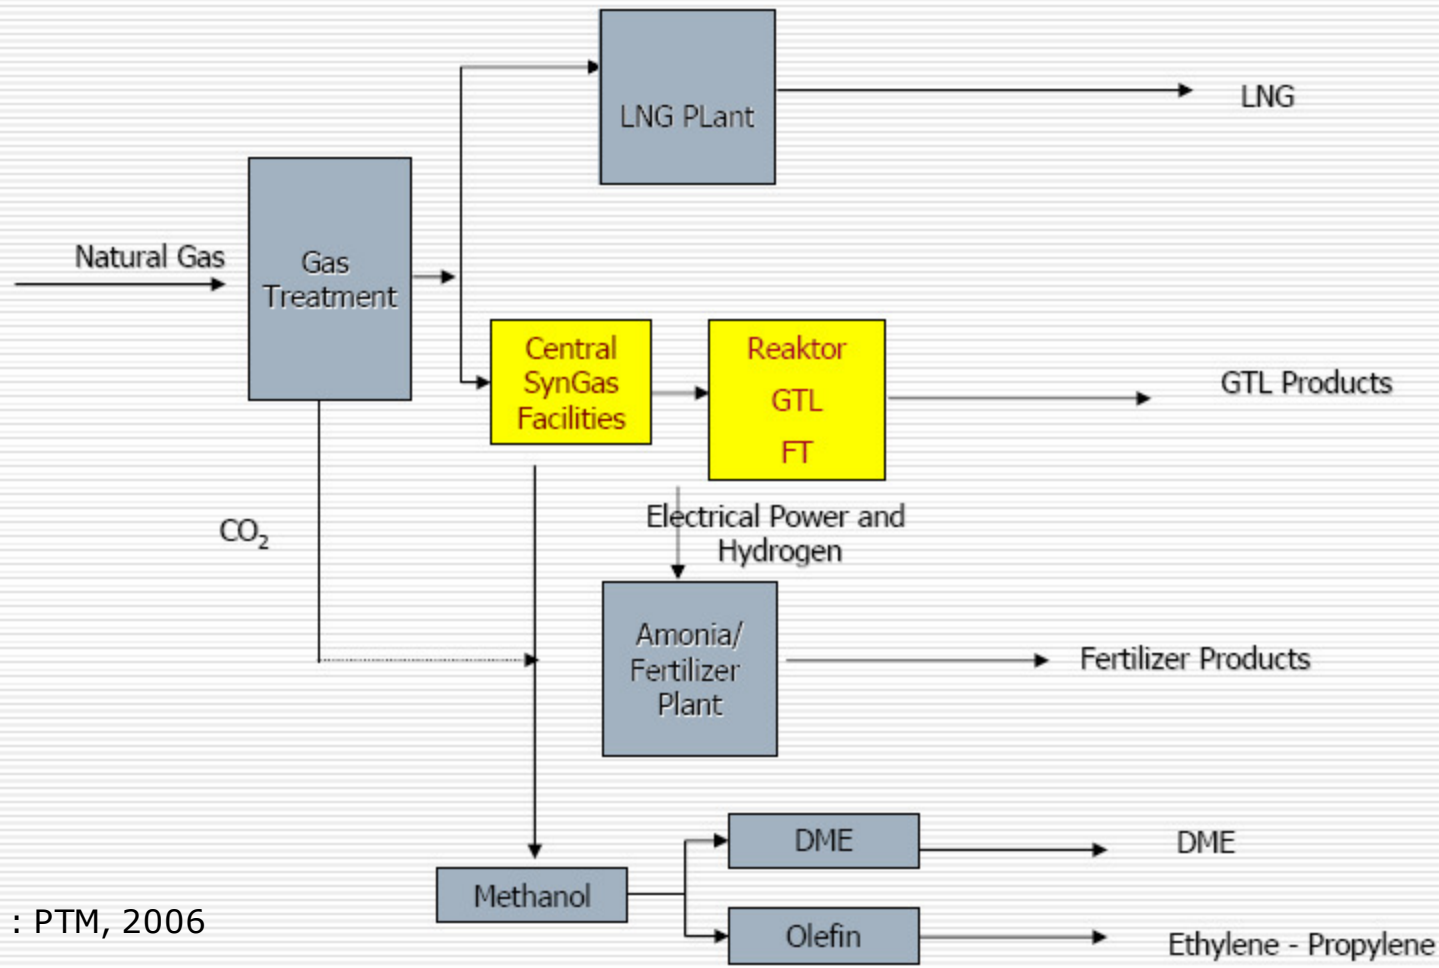 LNG PLant
LNG
Natural Gas
Gas
Treatment
Central
SynGas
Facilities
Reaktor
GTL
FT
GTL Products
CO2
Electrical Power and
Hydrogen
Amonia/
Fertilizer
Plant
Fertilizer Products
DME
DME
Methanol
Olefin
Ethylene - Propylene
: PTM, 2006